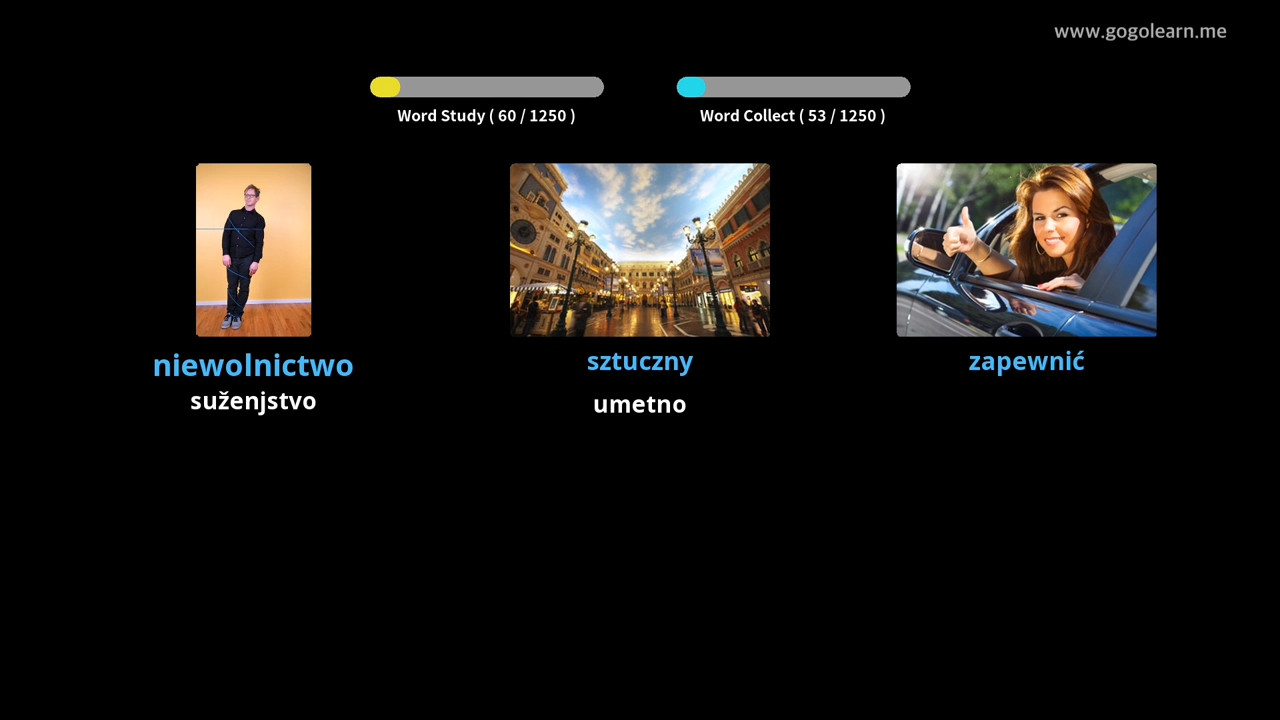 www.gogolearn.me
Word Study ( 60 / 1250 )
Word Collect ( 53 / 1250 )
niewolnictwo
suženjstvo
sztuczny
umetno
zapewnić